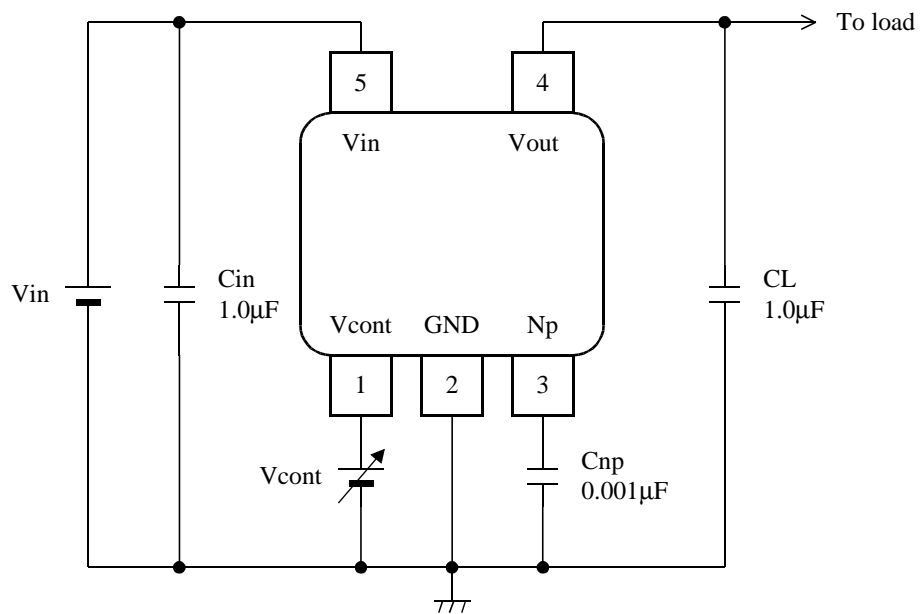 To load
5
4
Vin
Vout
Vin
Cin
1.0μF
CL
1.0μF
Vcont
GND
Np
1
2
3
Vcont
Cnp
0.001μF